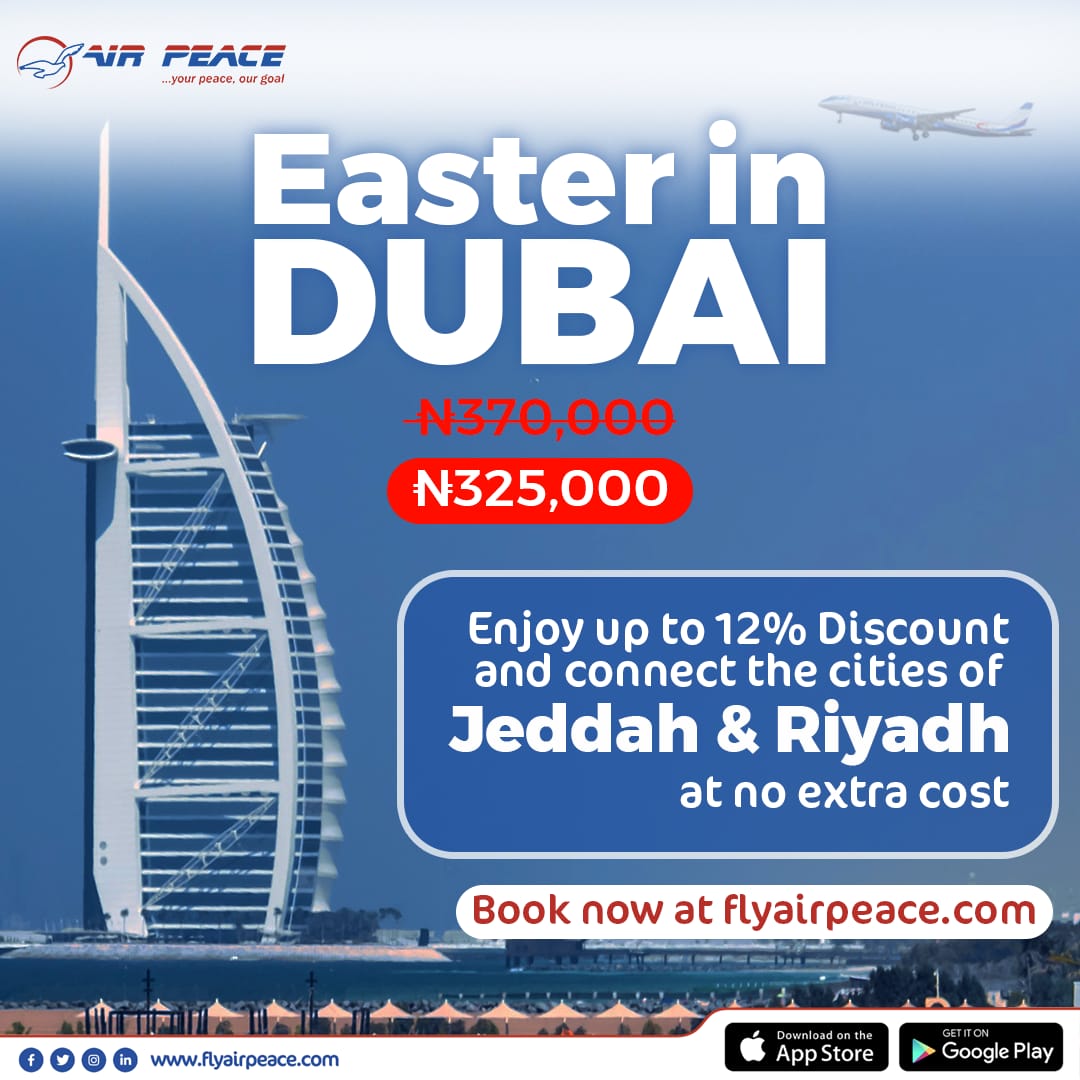 AIR PEACE
...your peace, our goal
Easter in
DUBAI
₦370,000
₦325,000
Enjoy up to 12% Discount
and connect the cities of
Jeddah & Riyadh
at no extra cost
Book now at flyairpeace.com
www.flyairpeace.com
Download on the
App Store
GET IT ON
Google Play